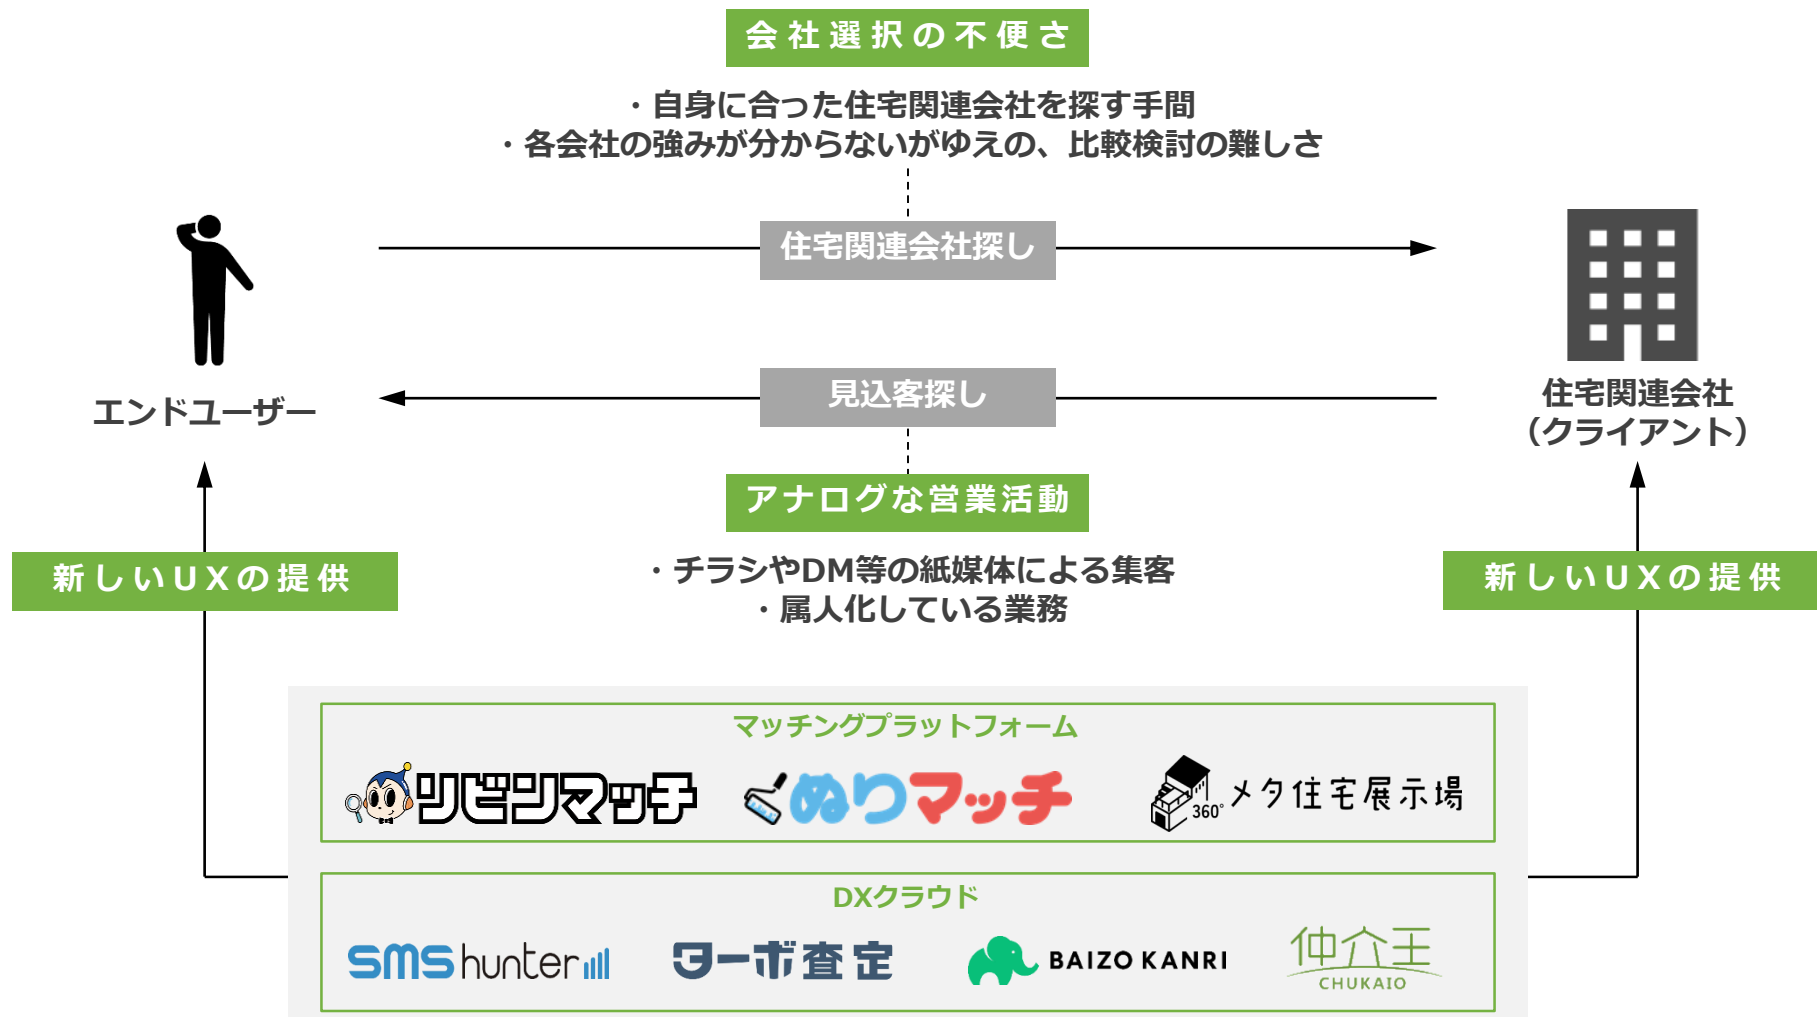 会社選択の不便さ
・自身に合った住宅関連会社を探す手間
・各会社の強みが分からないがゆえの、比較検討の難しさ
住宅関連会社探し
見込客探し
エンドユーザー
住宅関連会社
（クライアント）
アナログな営業活動
・チラシやDM等の紙媒体による集客
・属人化している業務
新しいUXの提供
新しいUXの提供
マッチングプラットフォーム
リビンマッチ
ぬりマッチ
360°メタ住宅展示場
DXクラウド
SMS hunter
ターボ査定
BAIZO KANRI
仲介王
CHUKAIO